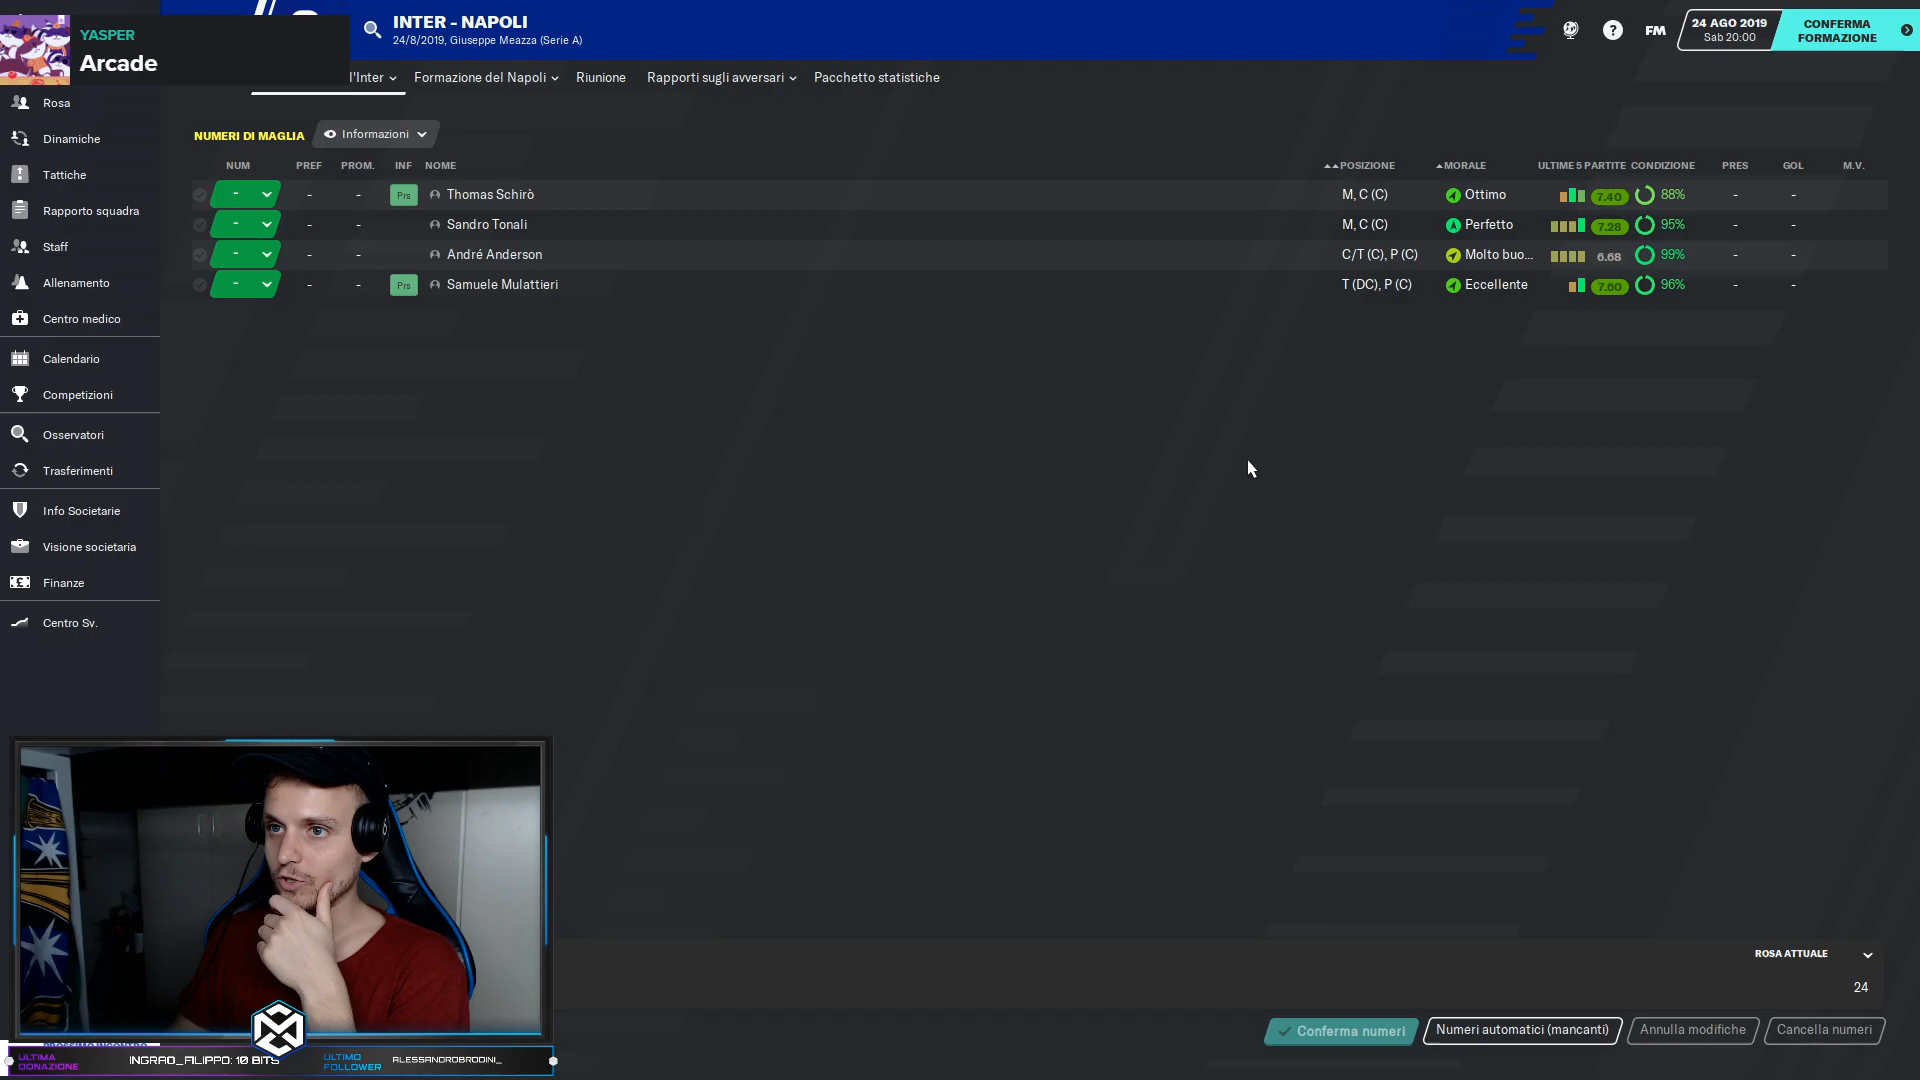 YASPER
Arcade
INTER - NAPOLI
24/8/2019, Giuseppe Meazza (Serie A)
FM
24 AGO 2019
Sab 20:00
CONFERMA
FORMAZIONE
l'Inter
Formazione del Napoli
Riunione
Rapporti sugli avversari
Pacchetto statistiche
Rosa
Dinamiche
Tattiche
Rapporto squadra
Staff
Allenamento
Centro medico
Calendario
Competizioni
Osservatori
Trasferimenti
Info Societarie
Visione societaria
Finanze
Centro Sv.
NUMERI DI MAGLIA
Informazioni
NUM PREF PROM. INF NOME POSIZIONE MORALE ULTIME 5 PARTITE CONDIZIONE PRES GOL M.V.
- - - Prs Thomas Schirò M, C (C) Ottimo 7.40 88% - -
- - - Sandro Tonali M, C (C) Perfetto 7.28 95% - -
- - - André Anderson C/T (C), P (C) Molto buo... 6.68 99% - -
- - - Prs Samuele Mulattieri T (DC), P (C) Eccellente 7.60 96% - -
ROSA ATTUALE
24
Conferma numeri
Numeri automatici (mancanti)
Annulla modifiche
Cancella numeri
ULTIMA
DONAZIONE
INGRAO_FILIPPO: 10 BITS
ULTIMO
FOLLOWER
ALESSANDROBRODINI_